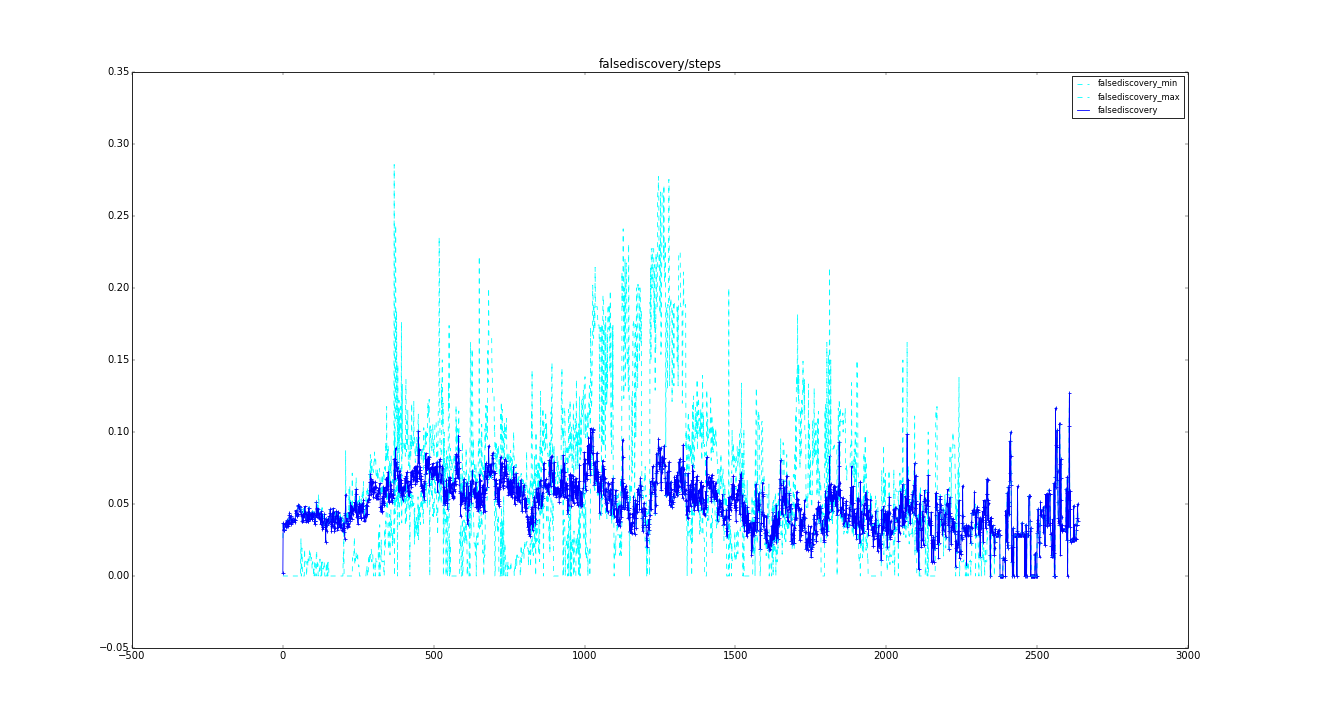 falsediscovery/steps
0.35
falsediscovery_min
falsediscovery_max
falsediscovery
0.30
0.25
0.20
0.15
0.10
0.05
0.00
−0.05
−500 0 500 1000 1500 2000 2500 3000